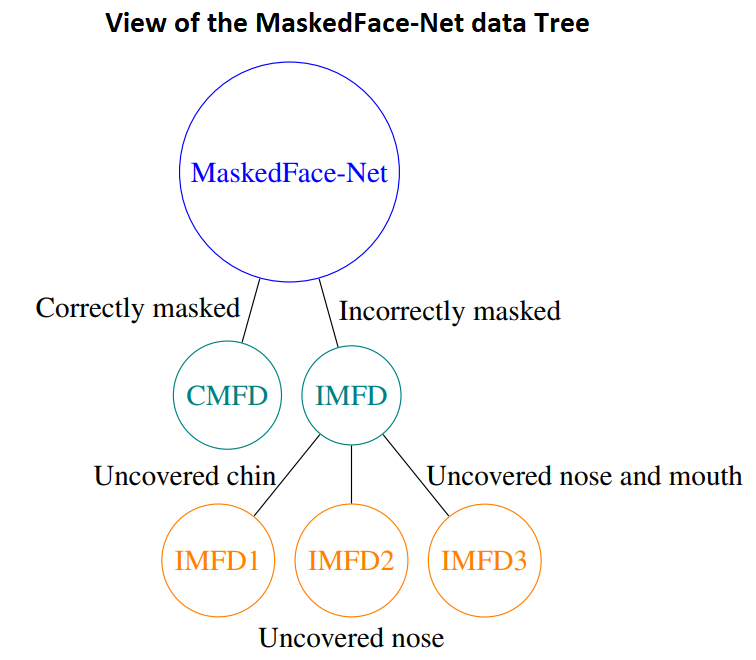 View of the MaskedFace-Net data Tree
MaskedFace-Net
Correctly masked
Incorrectly masked
CMFD
IMFD
Uncovered chin
Uncovered nose and mouth
IMFD1
IMFD2
IMFD3
Uncovered nose